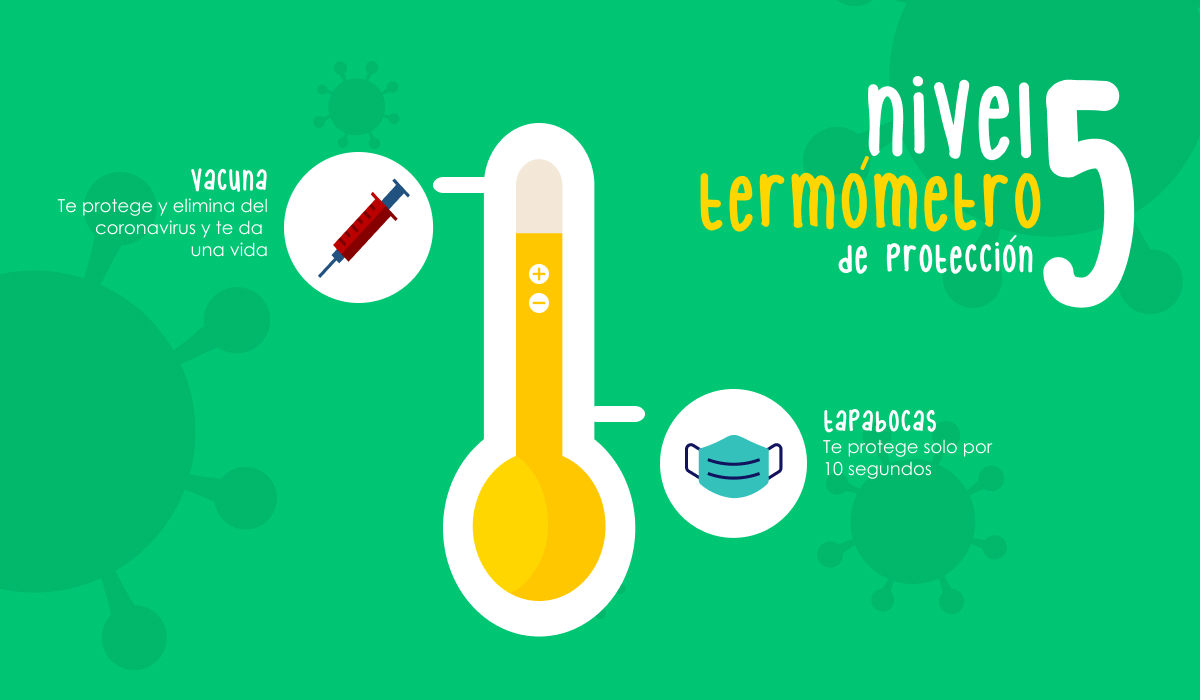 nivel 5
termómetro
de Protección
vacuna
Te protege y elimina del
coronavirus y te da
una vida
tapabocas
Te protege solo por
10 segundos